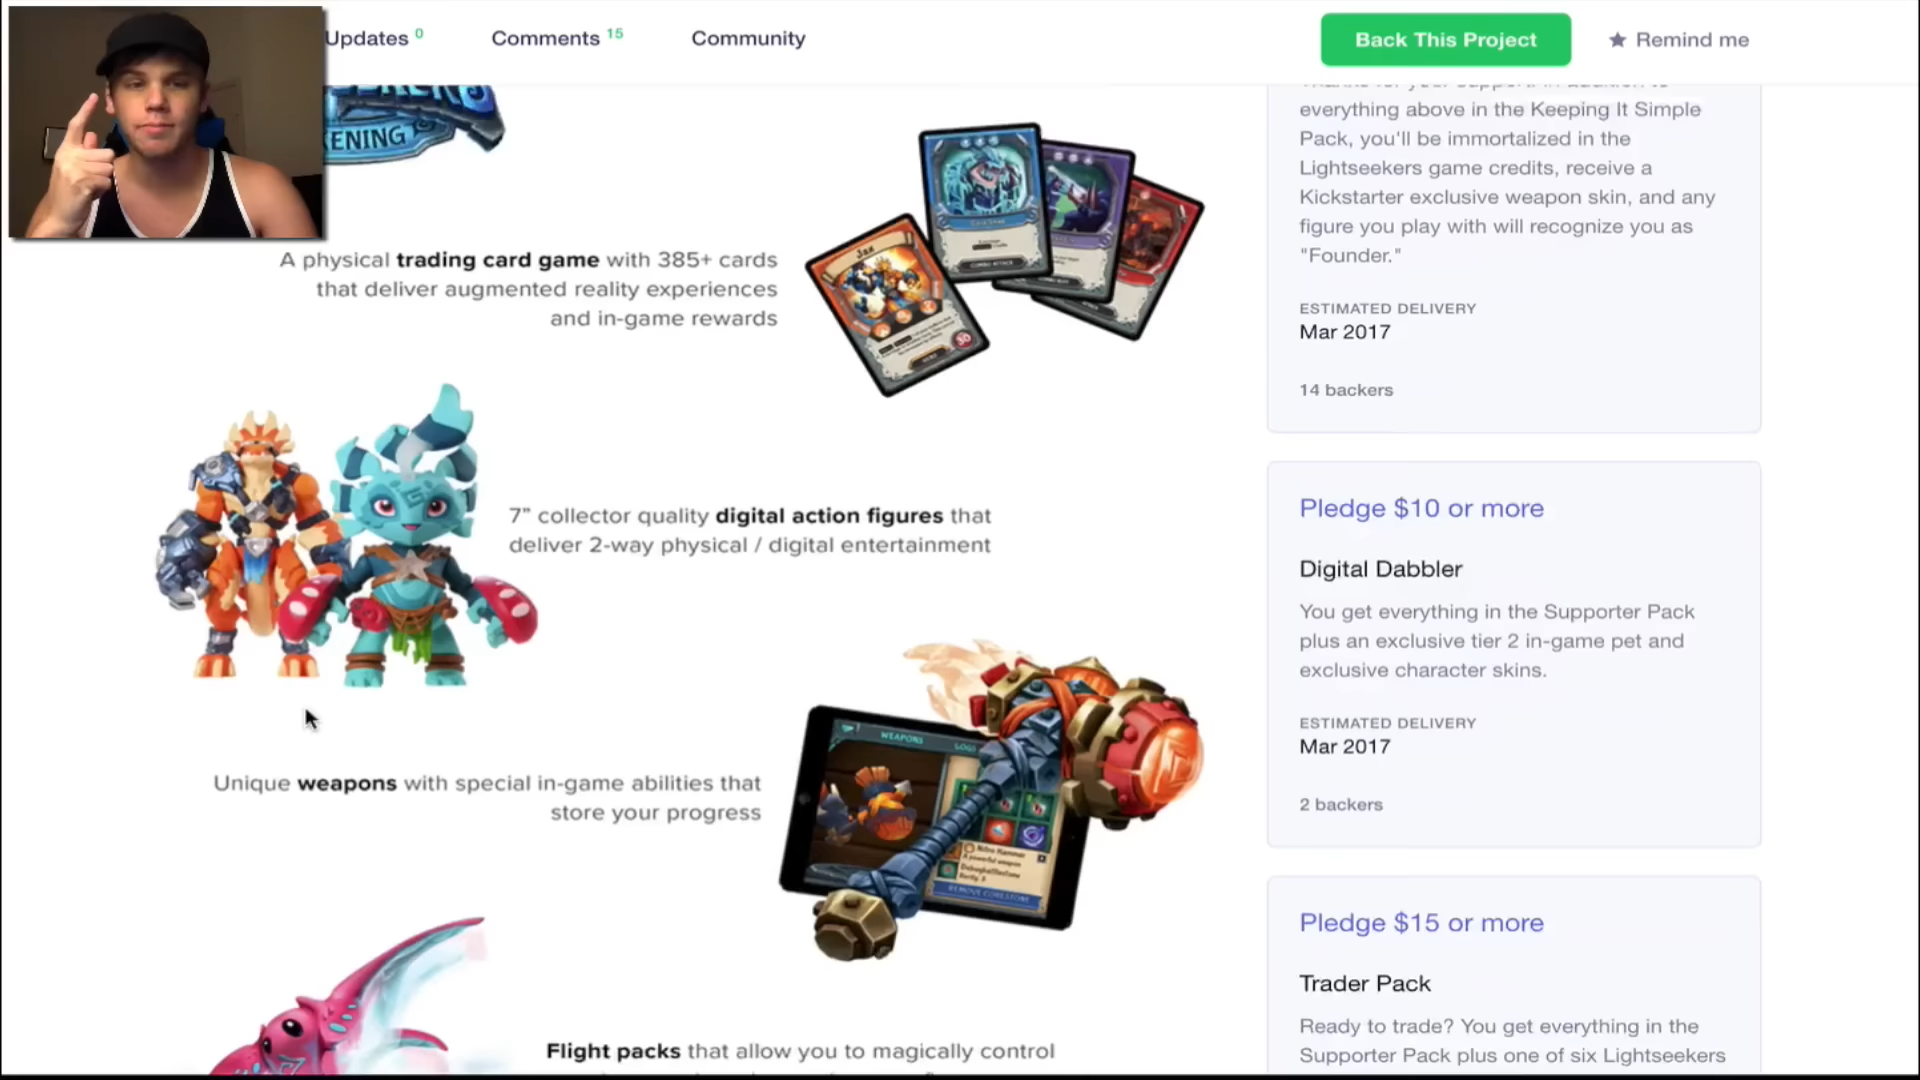 Updates 0
Comments 15
Community
Back This Project
Remind me
KENING
A physical trading card game with 385+ cards
that deliver augmented reality experiences
and in-game rewards
Jax
30
7” collector quality digital action figures that
deliver 2-way physical / digital entertainment
WEAPONS
Unique weapons with special in-game abilities that
store your progress
Flight packs that allow you to magically control
everything above in the Keeping It Simple
Pack, you'll be immortalized in the
Lightseekers game credits, receive a
Kickstarter exclusive weapon skin, and any
figure you play with will recognize you as
"Founder."
ESTIMATED DELIVERY
Mar 2017
14 backers
Pledge $10 or more
Digital Dabbler
You get everything in the Supporter Pack
plus an exclusive tier 2 in-game pet and
exclusive character skins.
ESTIMATED DELIVERY
Mar 2017
2 backers
Pledge $15 or more
Trader Pack
Ready to trade? You get everything in the
Supporter Pack plus one of six Lightseekers